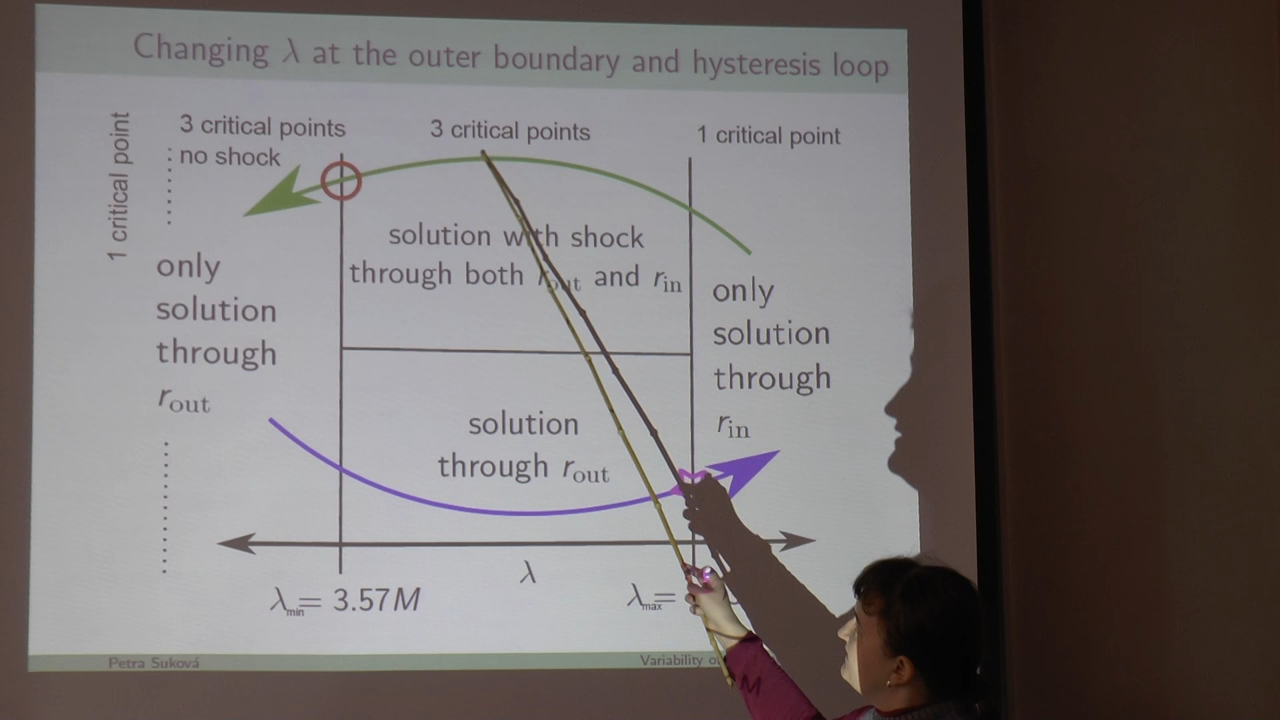 Changing λ at the outer boundary and hysteresis loop
1 critical point
3 critical points
no shock
3 critical points
1 critical point
solution with shock
through both r_out and r_in
only
solution
through
r_out
only
solution
through
r_in
solution
through r_out
λ
λ_min = 3.57M
λ_max =
Petra Suková
Variability